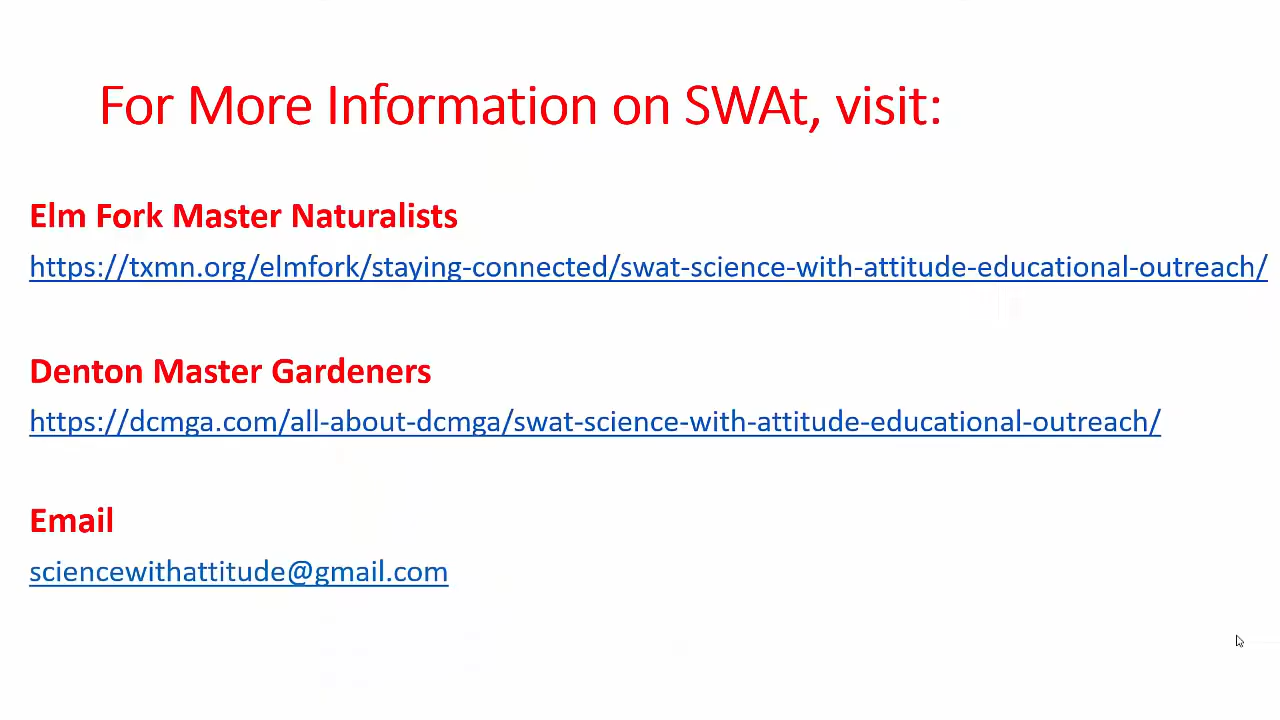 For More Information on SWAt, visit:
Elm Fork Master Naturalists
https://txmn.org/elmfork/staying-connected/swat-science-with-attitude-educational-outreach/
Denton Master Gardeners
https://dcmga.com/all-about-dcmga/swat-science-with-attitude-educational-outreach/
Email
sciencewithattitude@gmail.com